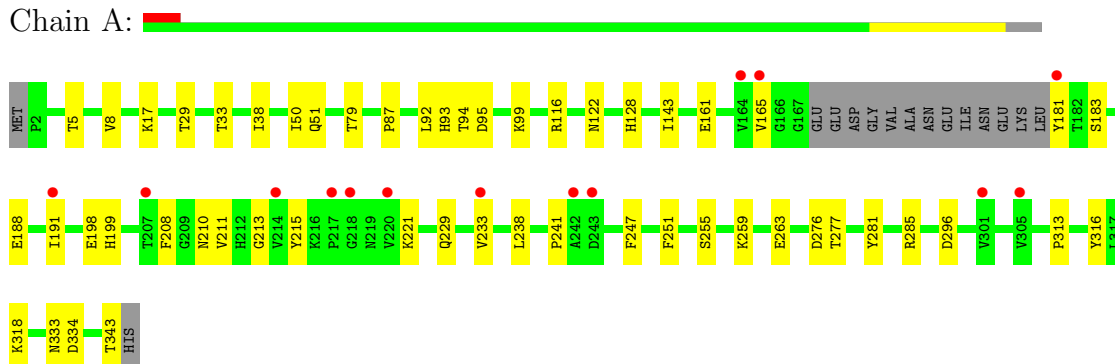 Chain A:
MET P2 T5 V8 K17 T29 T33 I38 I50 Q51 T79 P87 L92 H93 T94 D95 K99 R116 N122 H128 I143 E161 V164 V165 G166 G167 GLU GLU ASP GLY VAL ALA ASN GLU ILE ASN GLU LYS LEU Y181 T182 S183
E188 I191 E198 H199 T207 F208 G209 N210 V211 H212 G213 V214 Y215 K216 P217 G218 N219 V220 K221 Q229 V233 L238 P241 A242 D243 F247 F251 S255 K259 E263 D276 T277 Y281 R285 D296 V301 V305 P313 Y316 L317
K318 N333 D334 T343 HIS